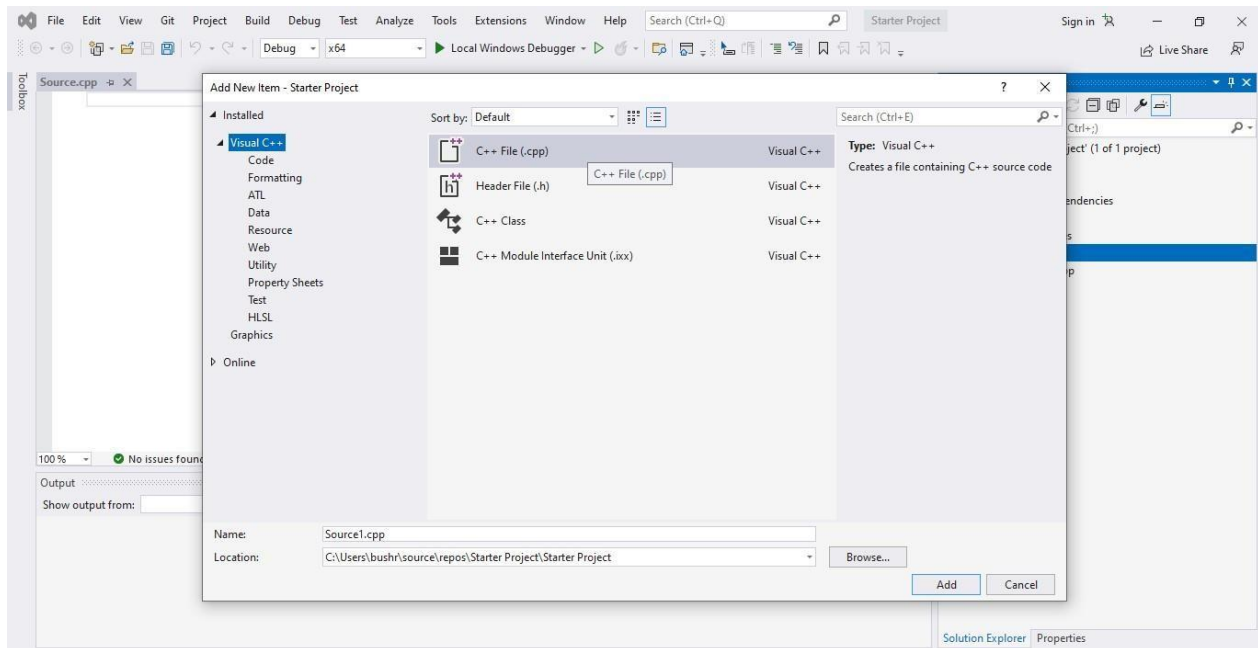 File Edit View Git Project Build Debug Test Analyze Tools Extensions Window Help Search (Ctrl+Q) Starter Project Sign in
Debug x64 Local Windows Debugger Live Share
Toolbox
Source.cpp
Add New Item - Starter Project ? 
Installed
Sort by: Default
Search (Ctrl+E)
Visual C++
Code
Formatting
ATL
Data
Resource
Web
Utility
Property Sheets
Test
HLSL
Graphics
Online
C++ File (.cpp) Visual C++
C++ File (.cpp)
Header File (.h) Visual C++
C++ Class Visual C++
C++ Module Interface Unit (.ixx) Visual C++
Type: Visual C++
Creates a file containing C++ source code
Ctrl+;)
ject' (1 of 1 project)
endencies
s
p
100 % No issues found
Output
Show output from:
Name: Source1.cpp
Location: C:\Users\bushr\source\repos\Starter Project\Starter Project Browse...
Add Cancel
Solution Explorer Properties